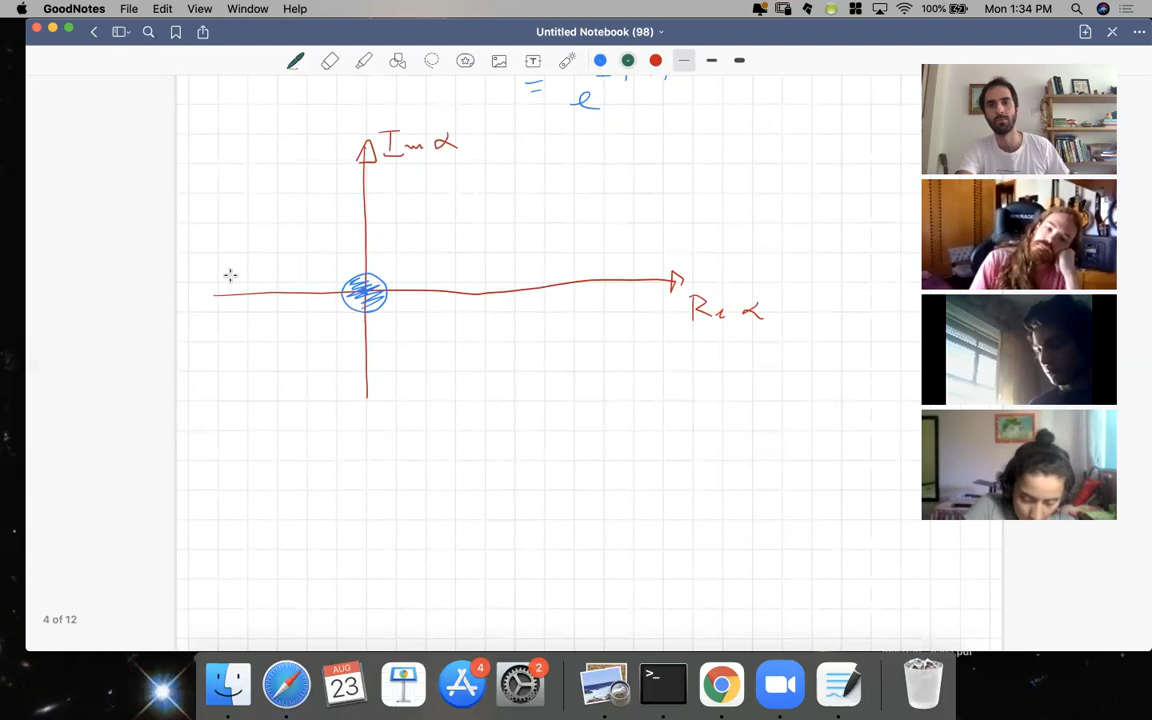 GoodNotes File Edit View Window Help 100% Mon 1:34 PM
Untitled Notebook (98)
= e
Im α
Re α
4 of 12
AUG 23 4 2